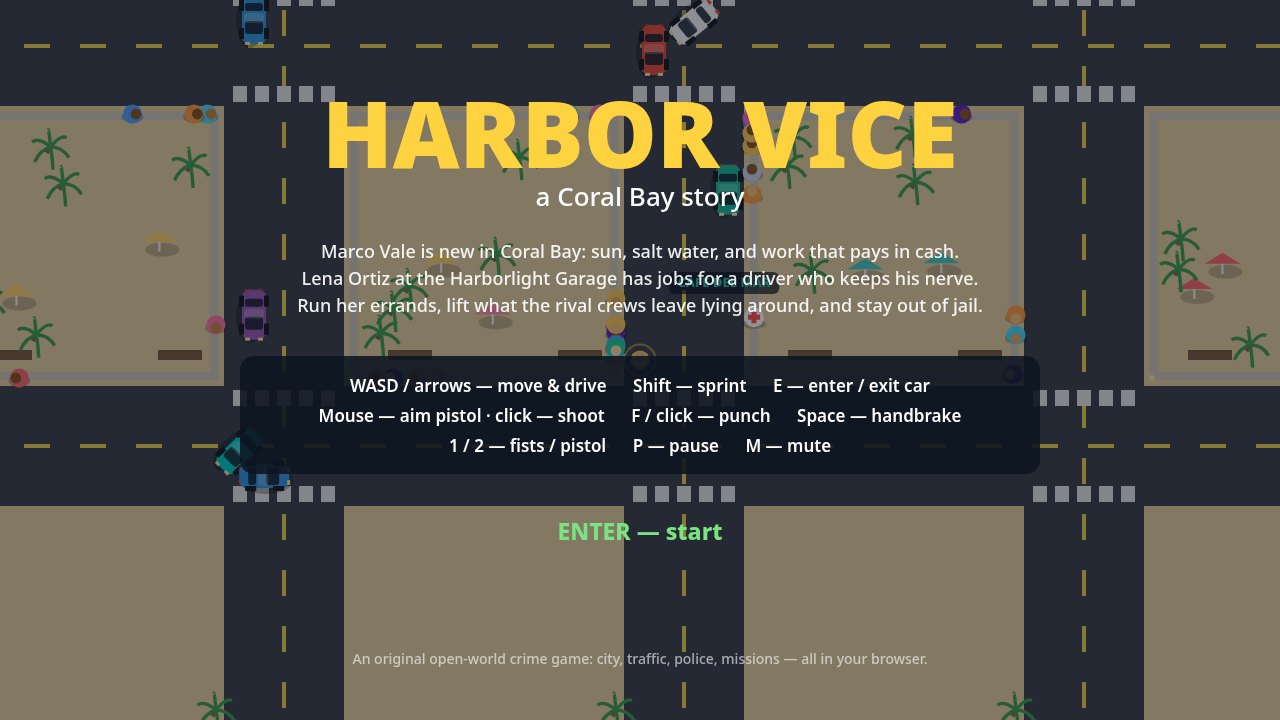 HARBOR VICE
a Coral Bay story
Marco Vale is new in Coral Bay: sun, salt water, and work that pays in cash.
Lena Ortiz at the Harborlight Garage has jobs for a driver who keeps his nerve.
Run her errands, lift what the rival crews leave lying around, and stay out of jail.
WASD / arrows — move & drive Shift — sprint E — enter / exit car
Mouse — aim pistol · click — shoot F / click — punch Space — handbrake
1 / 2 — fists / pistol P — pause M — mute
ENTER — start
An original open-world crime game: city, traffic, police, missions — all in your browser.